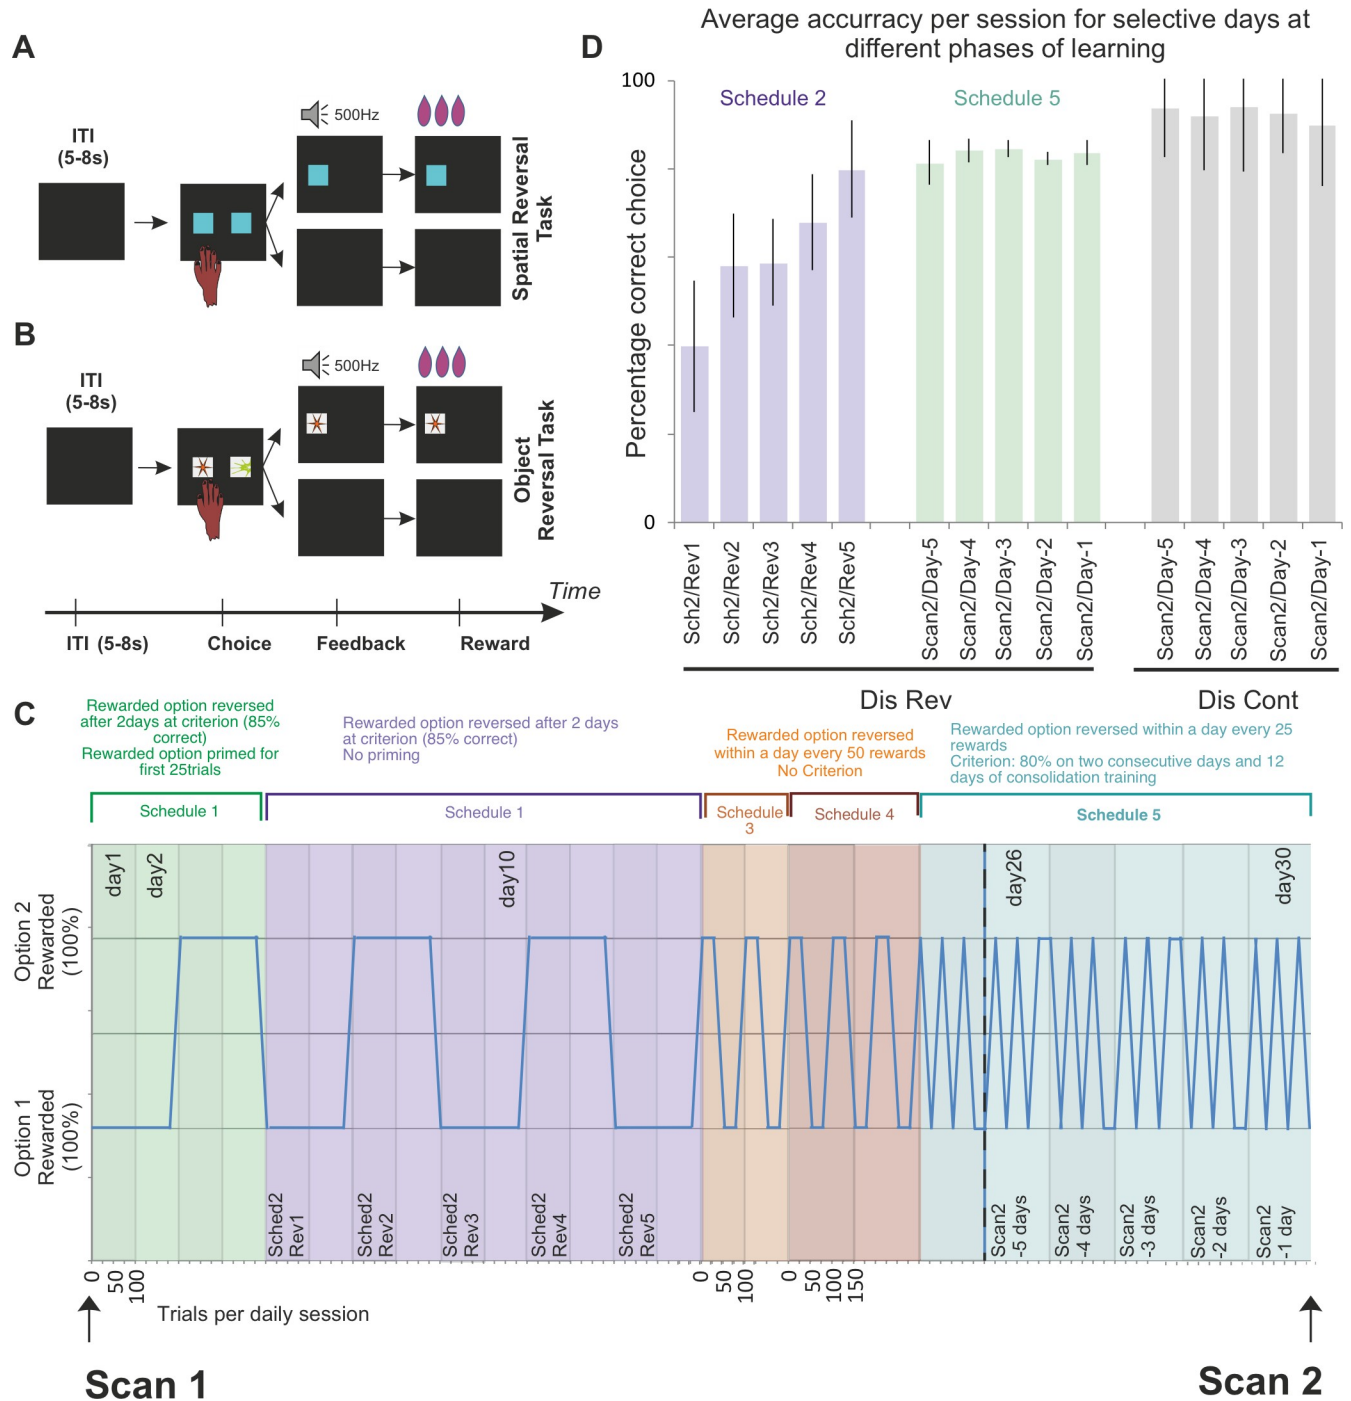 A
ITI
(5-8s)
500Hz
Spatial Reversal
Task
B
ITI
(5-8s)
500Hz
Object
Reversal Task
Time
ITI (5-8s)
Choice
Feedback
Reward
D
Average accurracy per session for selective days at
different phases of learning
Percentage correct choice
100
0
Schedule 2
Schedule 5
Sch2/Rev1
Sch2/Rev2
Sch2/Rev3
Sch2/Rev4
Sch2/Rev5
Scan2/Day-5
Scan2/Day-4
Scan2/Day-3
Scan2/Day-2
Scan2/Day-1
Scan2/Day-5
Scan2/Day-4
Scan2/Day-3
Scan2/Day-2
Scan2/Day-1
Dis Rev
Dis Cont
C
Rewarded option reversed
after 2days at criterion (85%
correct)
Rewarded option primed for
first 25trials
Rewarded option reversed after 2 days
at criterion (85% correct)
No priming
Rewarded option reversed
within a day every 50 rewards
No Criterion
Rewarded option reversed within a day every 25
rewards
Criterion: 80% on two consecutive days and 12
days of consolidation training
Schedule 1
Schedule 1
Schedule
3
Schedule 4
Schedule 5
day1
day2
day10
day26
day30
Option 2
Rewarded
(100%)
Option 1
Rewarded
(100%)
Sched2
Rev1
Sched2
Rev2
Sched2
Rev3
Sched2
Rev4
Sched2
Rev5
Scan2
-5 days
Scan2
-4 days
Scan2
-3 days
Scan2
-2 days
Scan2
-1 day
0
50
100
0
50
100
0
50
100
150
Trials per daily session
Scan 1
Scan 2